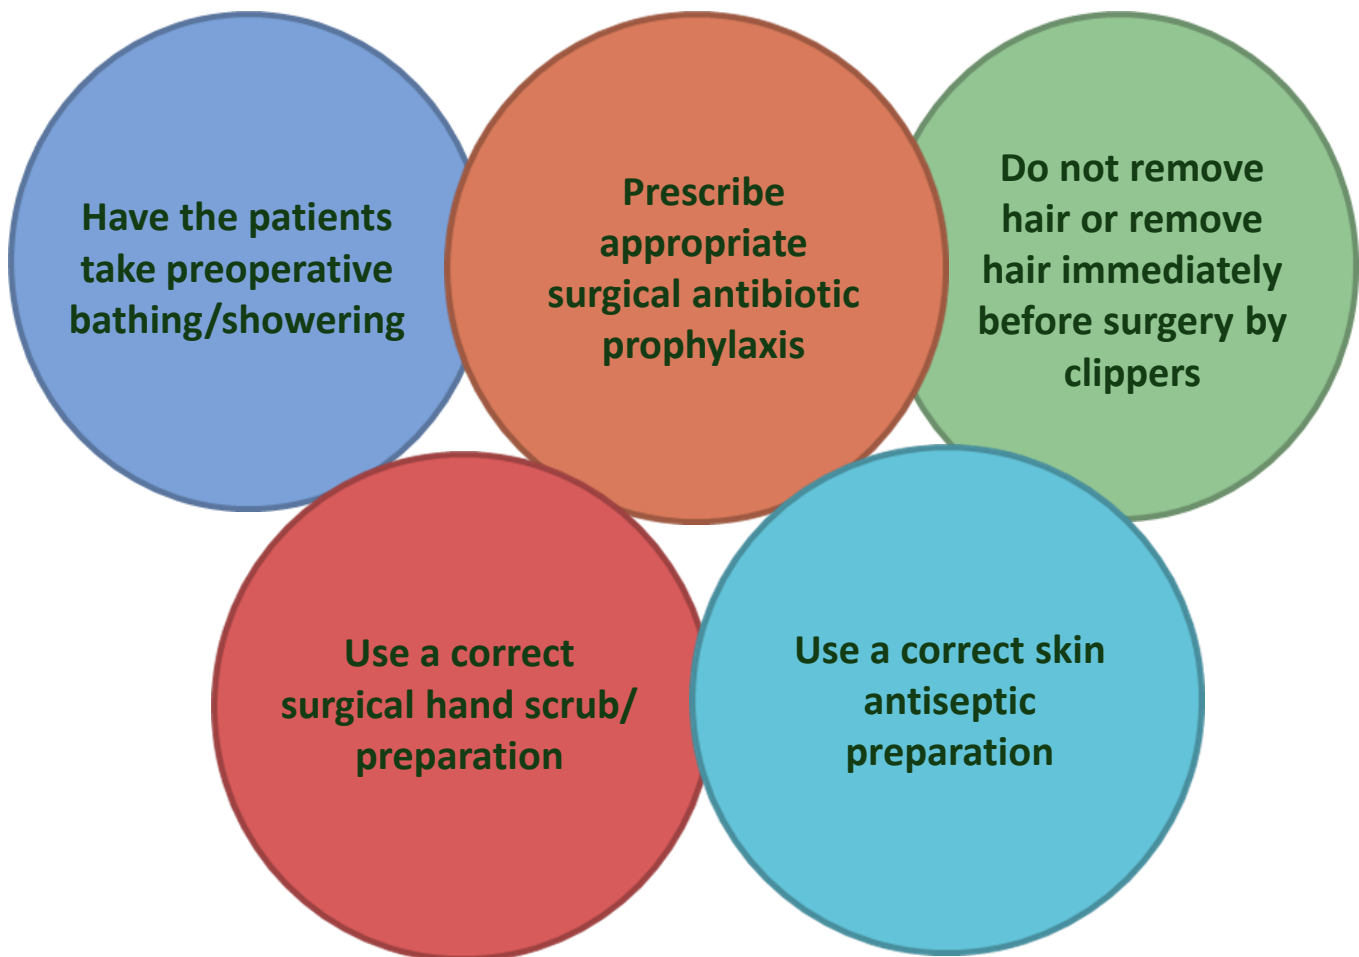 Have the patients
take preoperative
bathing/showering
Prescribe
appropriate
surgical antibiotic
prophylaxis
Do not remove
hair or remove
hair immediately
before surgery by
clippers
Use a correct
surgical hand scrub/
preparation
Use a correct skin
antiseptic
preparation